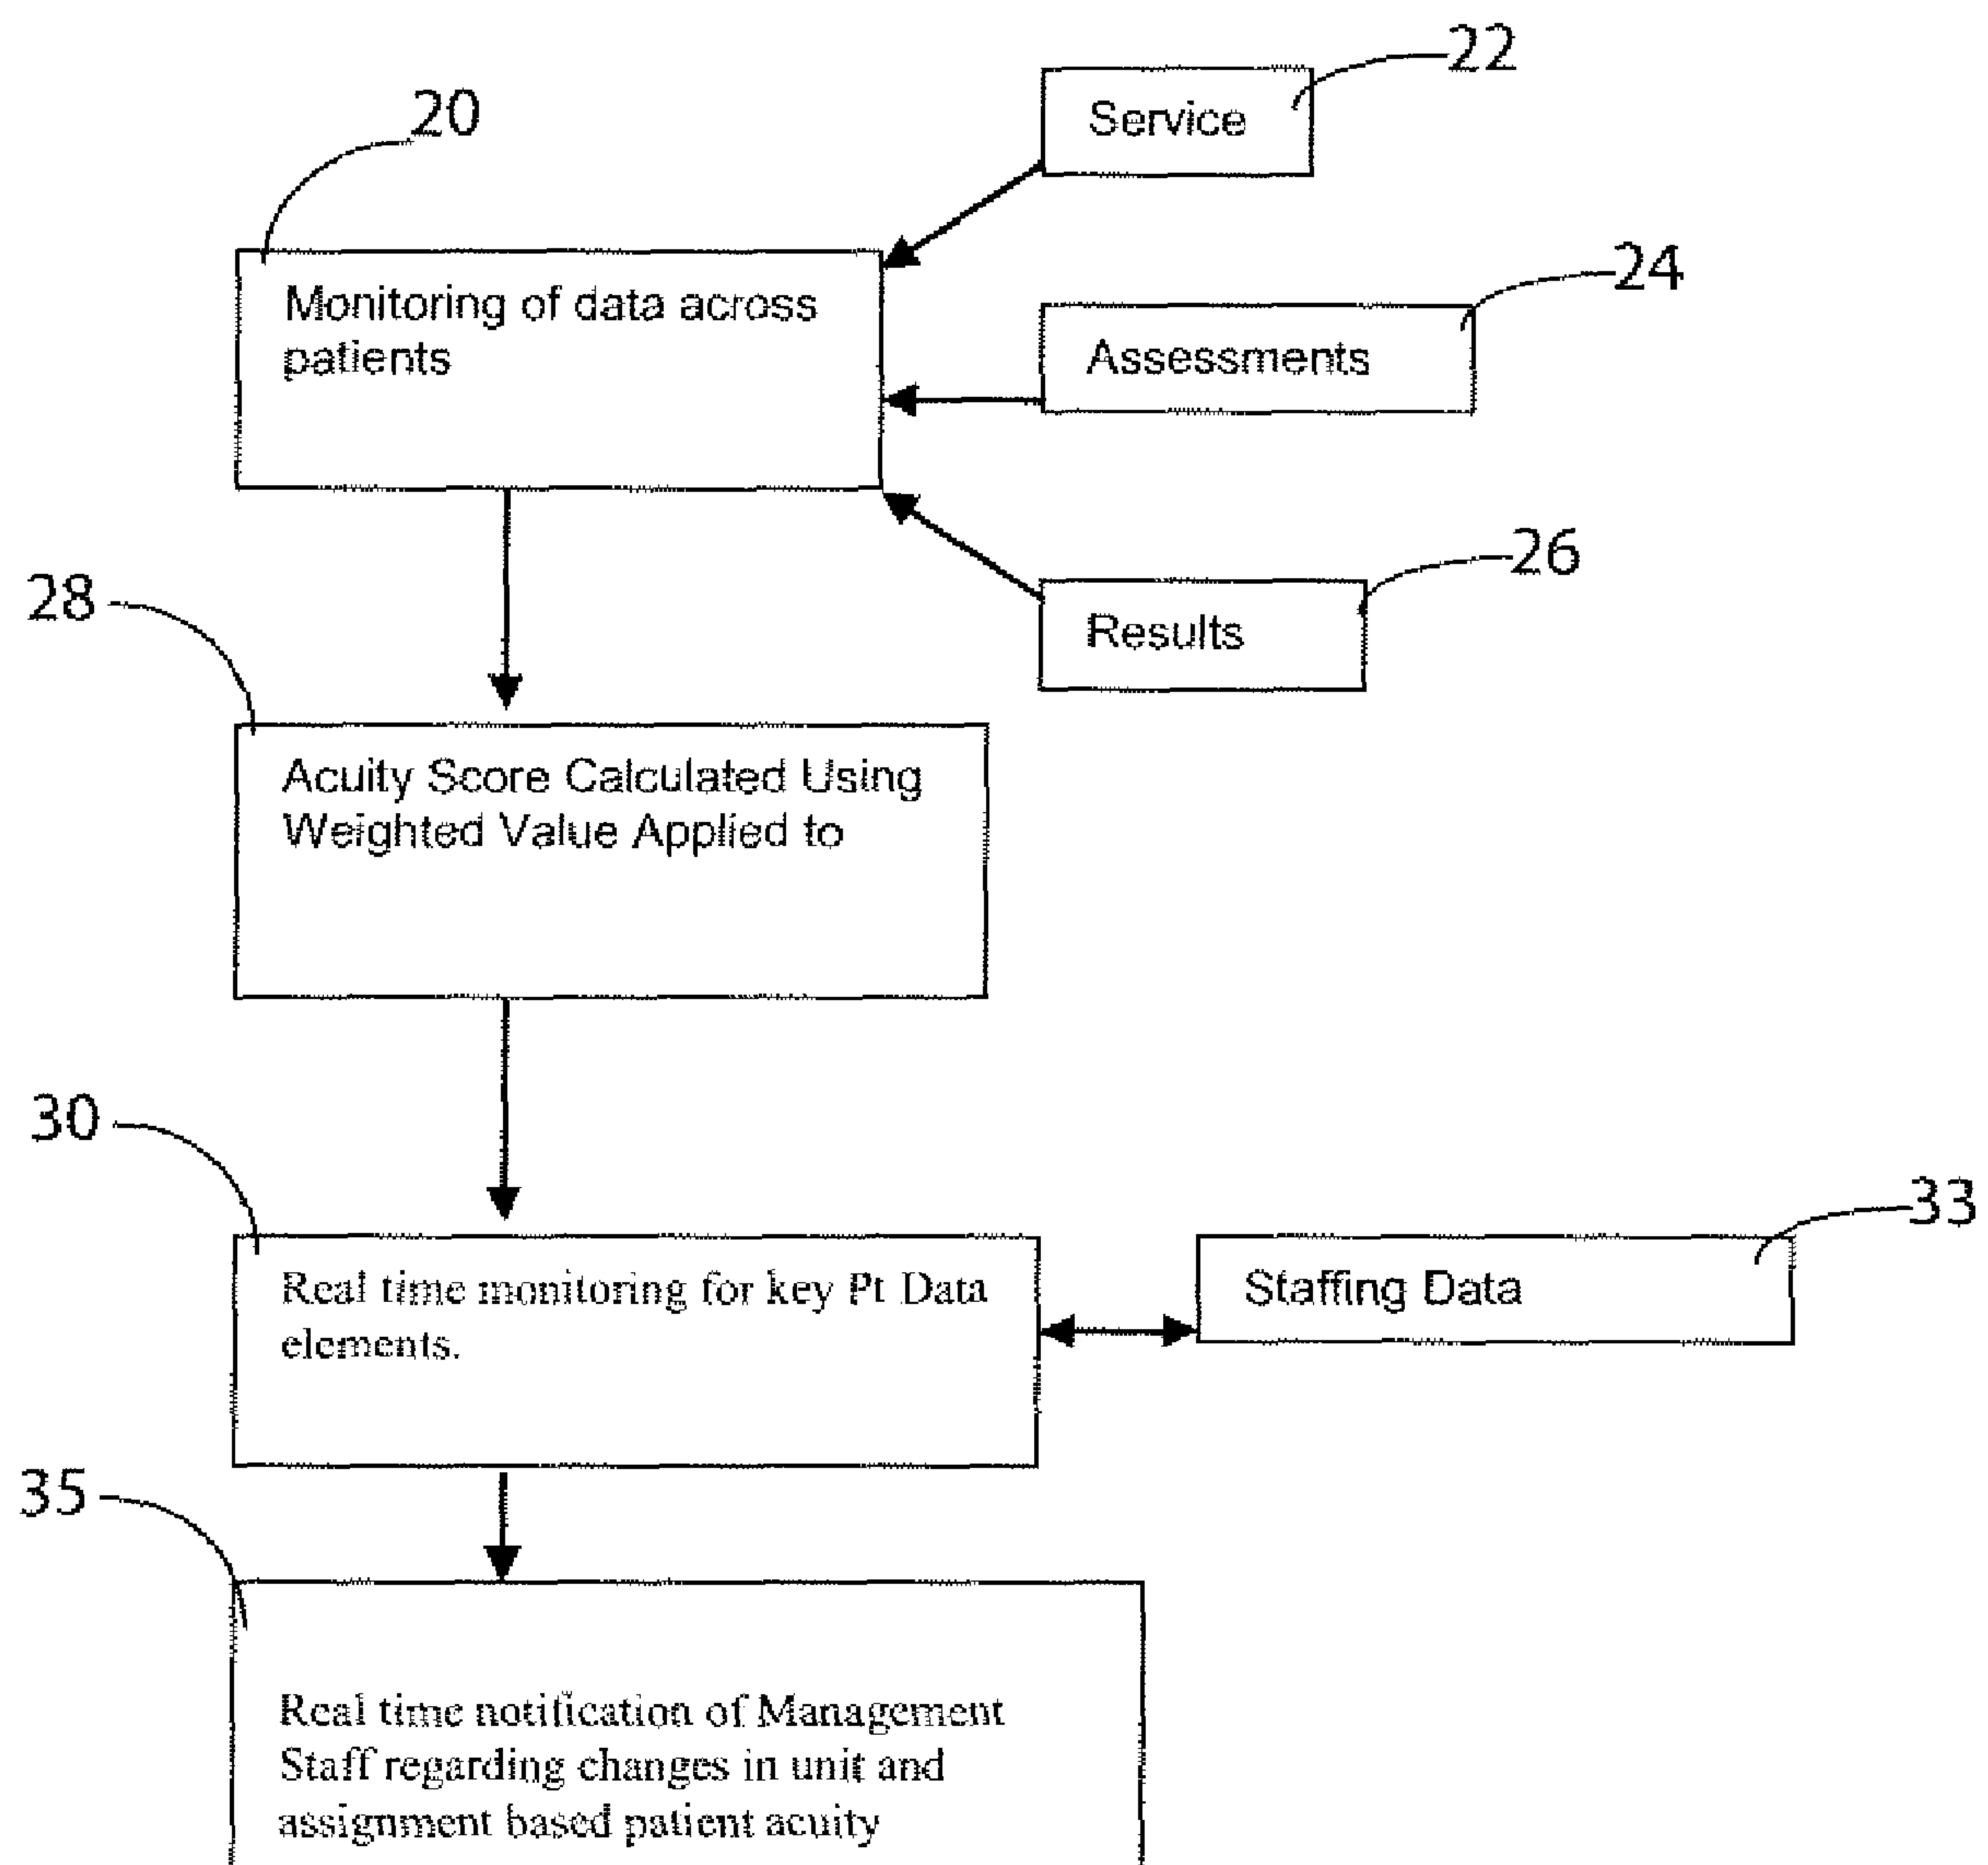 22
Service
20
Monitoring of data across
patients
24
Assessments
26
Results
28
Acuity Score Calculated Using
Weighted Value Applied to
30
Real time monitoring for key Pt Data
elements.
33
Staffing Data
35
Real time notification of Management
Staff regarding changes in unit and
assignment based patient acuity